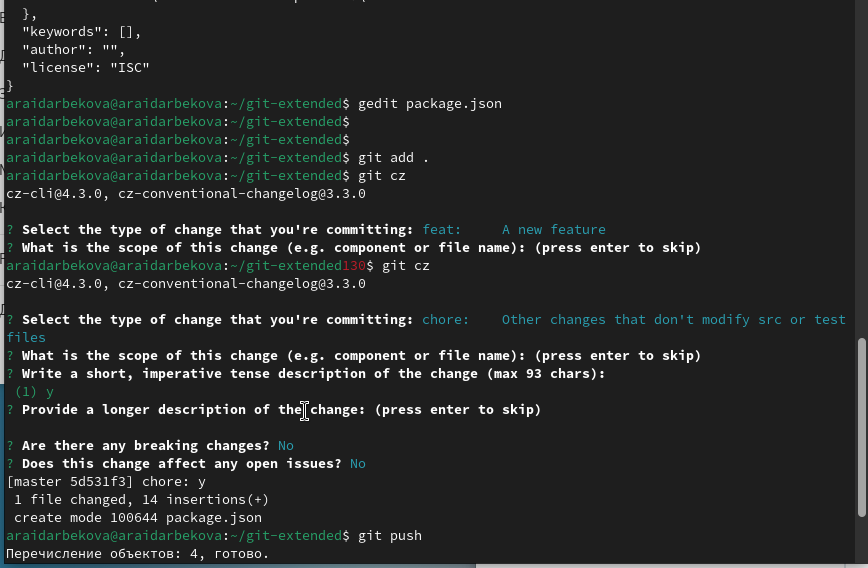 },
"keywords": [],
"author": "",
"license": "ISC"
}
araidarbekova@araidarbekova:~/git-extended$ gedit package.json
araidarbekova@araidarbekova:~/git-extended$
araidarbekova@araidarbekova:~/git-extended$
araidarbekova@araidarbekova:~/git-extended$ git add .
araidarbekova@araidarbekova:~/git-extended$ git cz
cz-cli@4.3.0, cz-conventional-changelog@3.3.0
? Select the type of change that you're committing: feat:     A new feature
? What is the scope of this change (e.g. component or file name): (press enter to skip)
araidarbekova@araidarbekova:~/git-extended130$ git cz
cz-cli@4.3.0, cz-conventional-changelog@3.3.0
? Select the type of change that you're committing: chore:    Other changes that don't modify src or test
files
? What is the scope of this change (e.g. component or file name): (press enter to skip)
? Write a short, imperative tense description of the change (max 93 chars):
(1) y
? Provide a longer description of the change: (press enter to skip)
? Are there any breaking changes? No
? Does this change affect any open issues? No
[master 5d531f3] chore: y
1 file changed, 14 insertions(+)
create mode 100644 package.json
araidarbekova@araidarbekova:~/git-extended$ git push
Перечисление объектов: 4, готово.